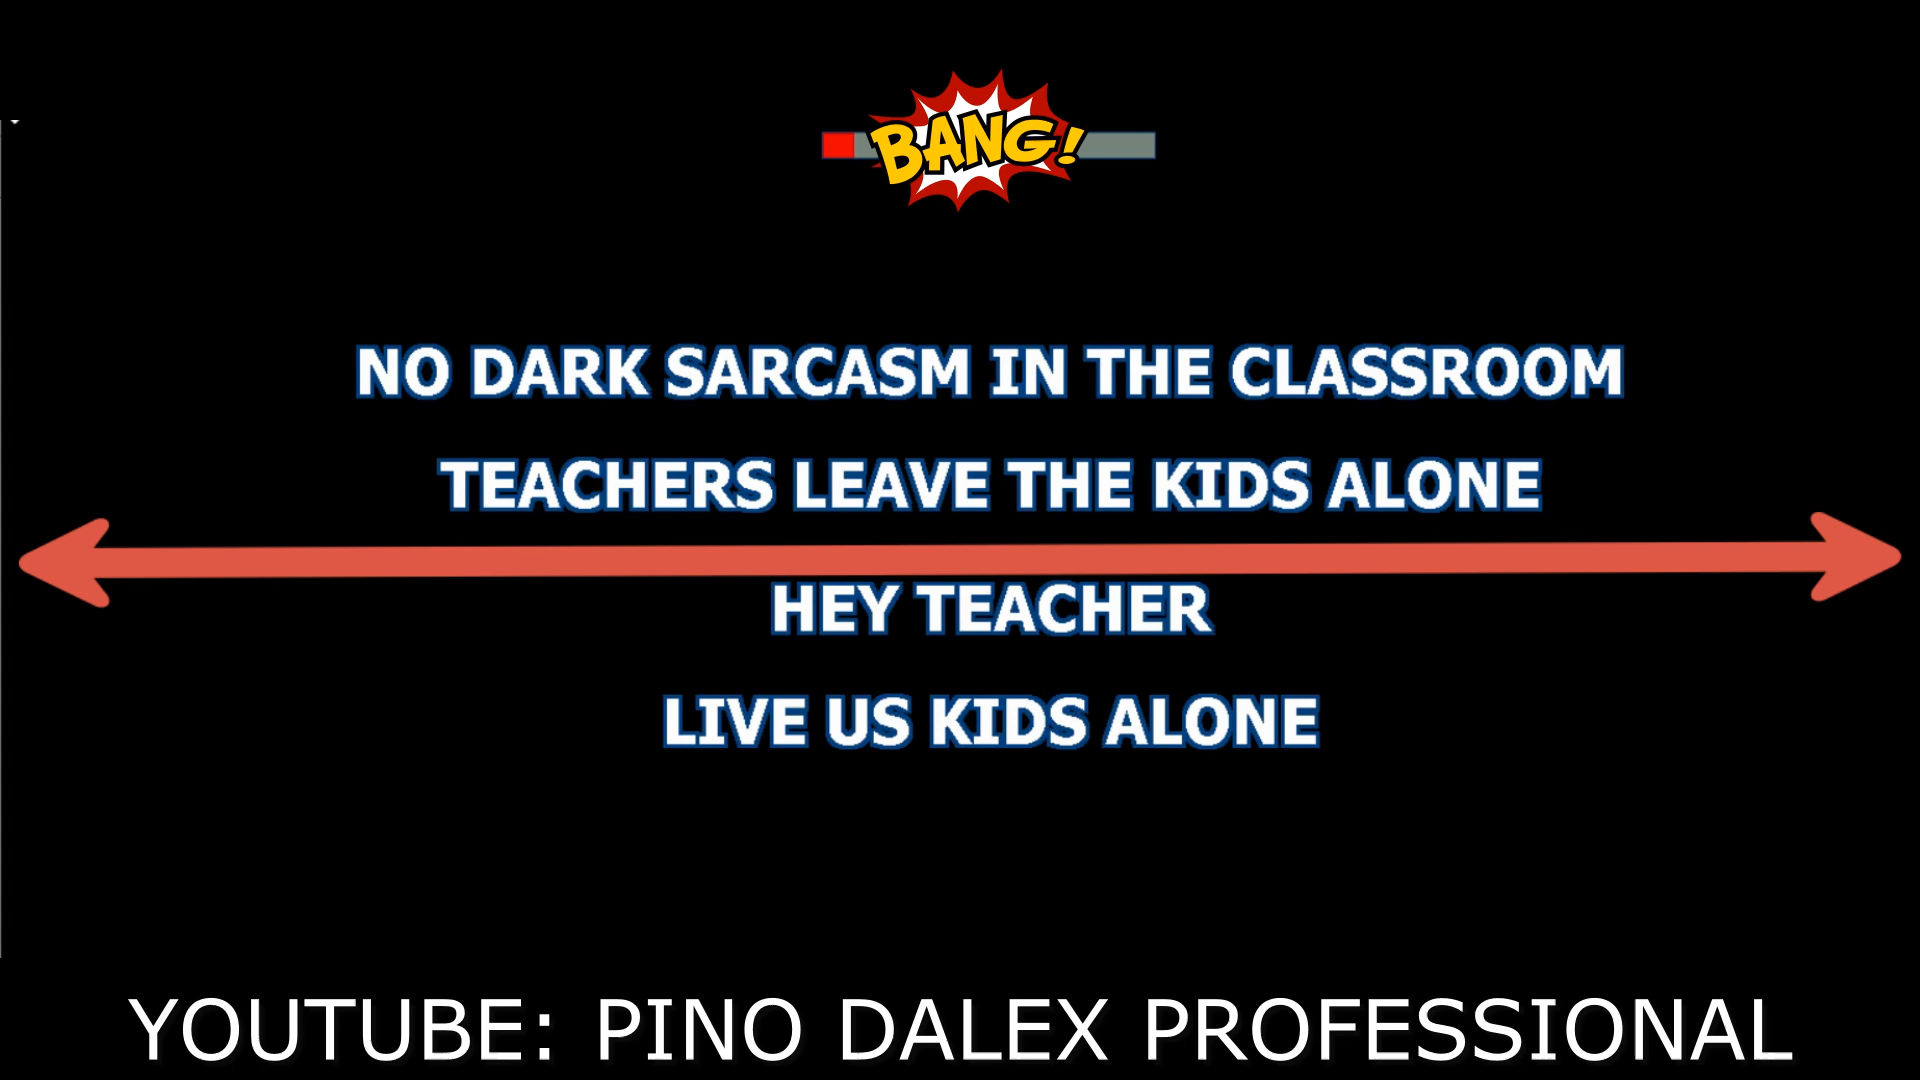 BANG!
NO DARK SARCASM IN THE CLASSROOM
TEACHERS LEAVE THE KIDS ALONE
HEY TEACHER
LIVE US KIDS ALONE
YOUTUBE: PINO DALEX PROFESSIONAL